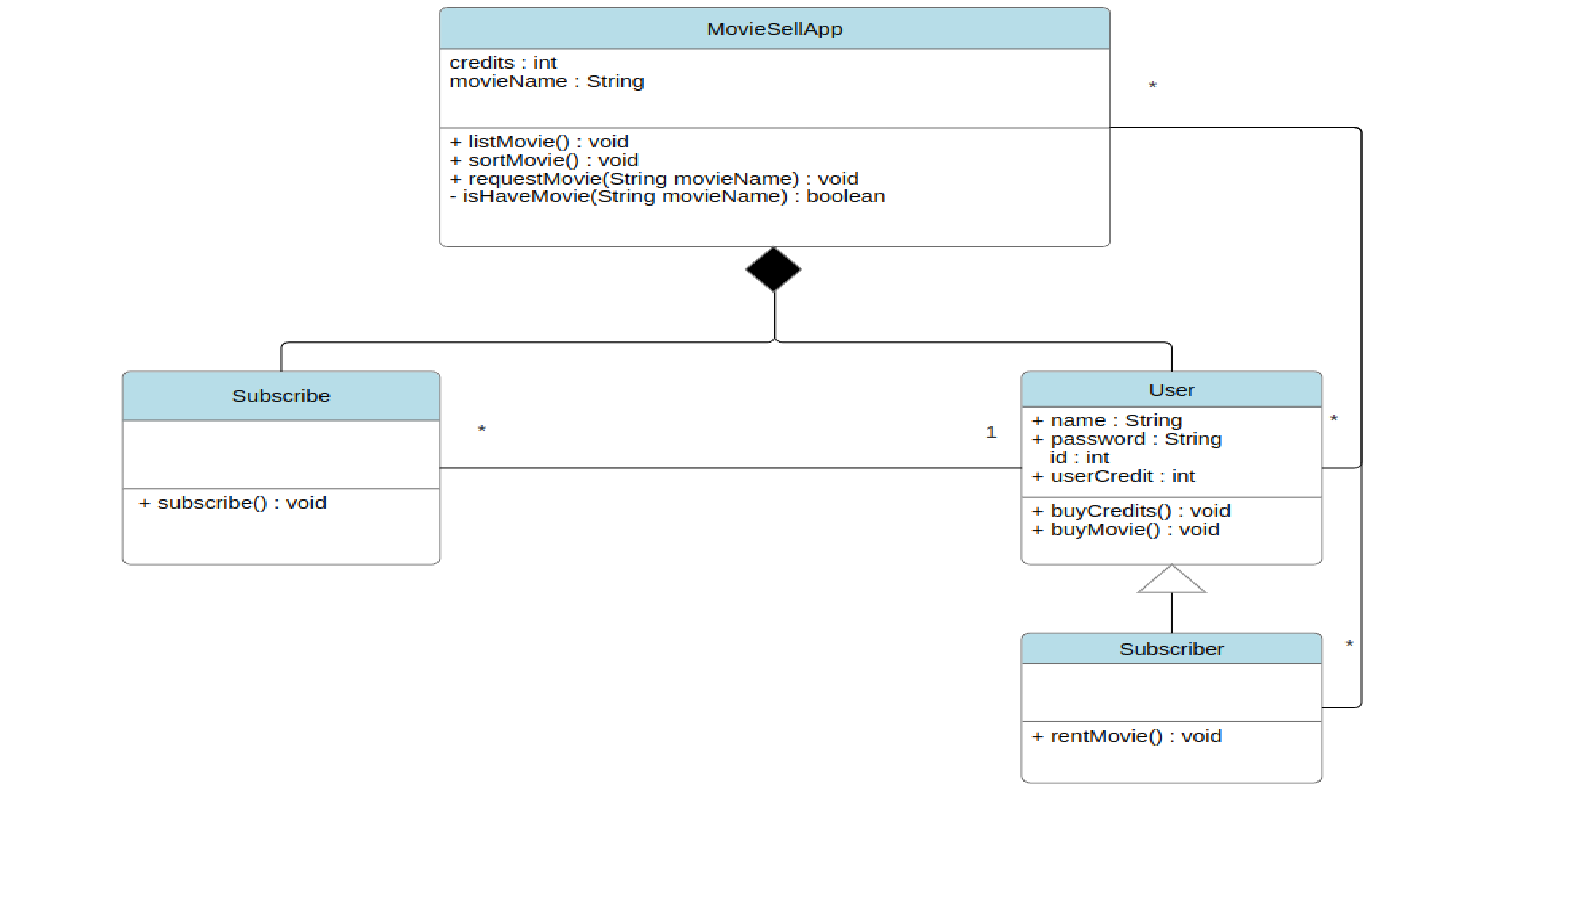 MovieSellApp
credits : int
movieName : String
*
+ listMovie() : void
+ sortMovie() : void
+ requestMovie(String movieName) : void
- isHaveMovie(String movieName) : boolean
Subscribe
*
+ subscribe() : void
1
User
+ name : String
+ password : String
id : int
+ userCredit : int
*
+ buyCredits() : void
+ buyMovie() : void
Subscriber
*
+ rentMovie() : void